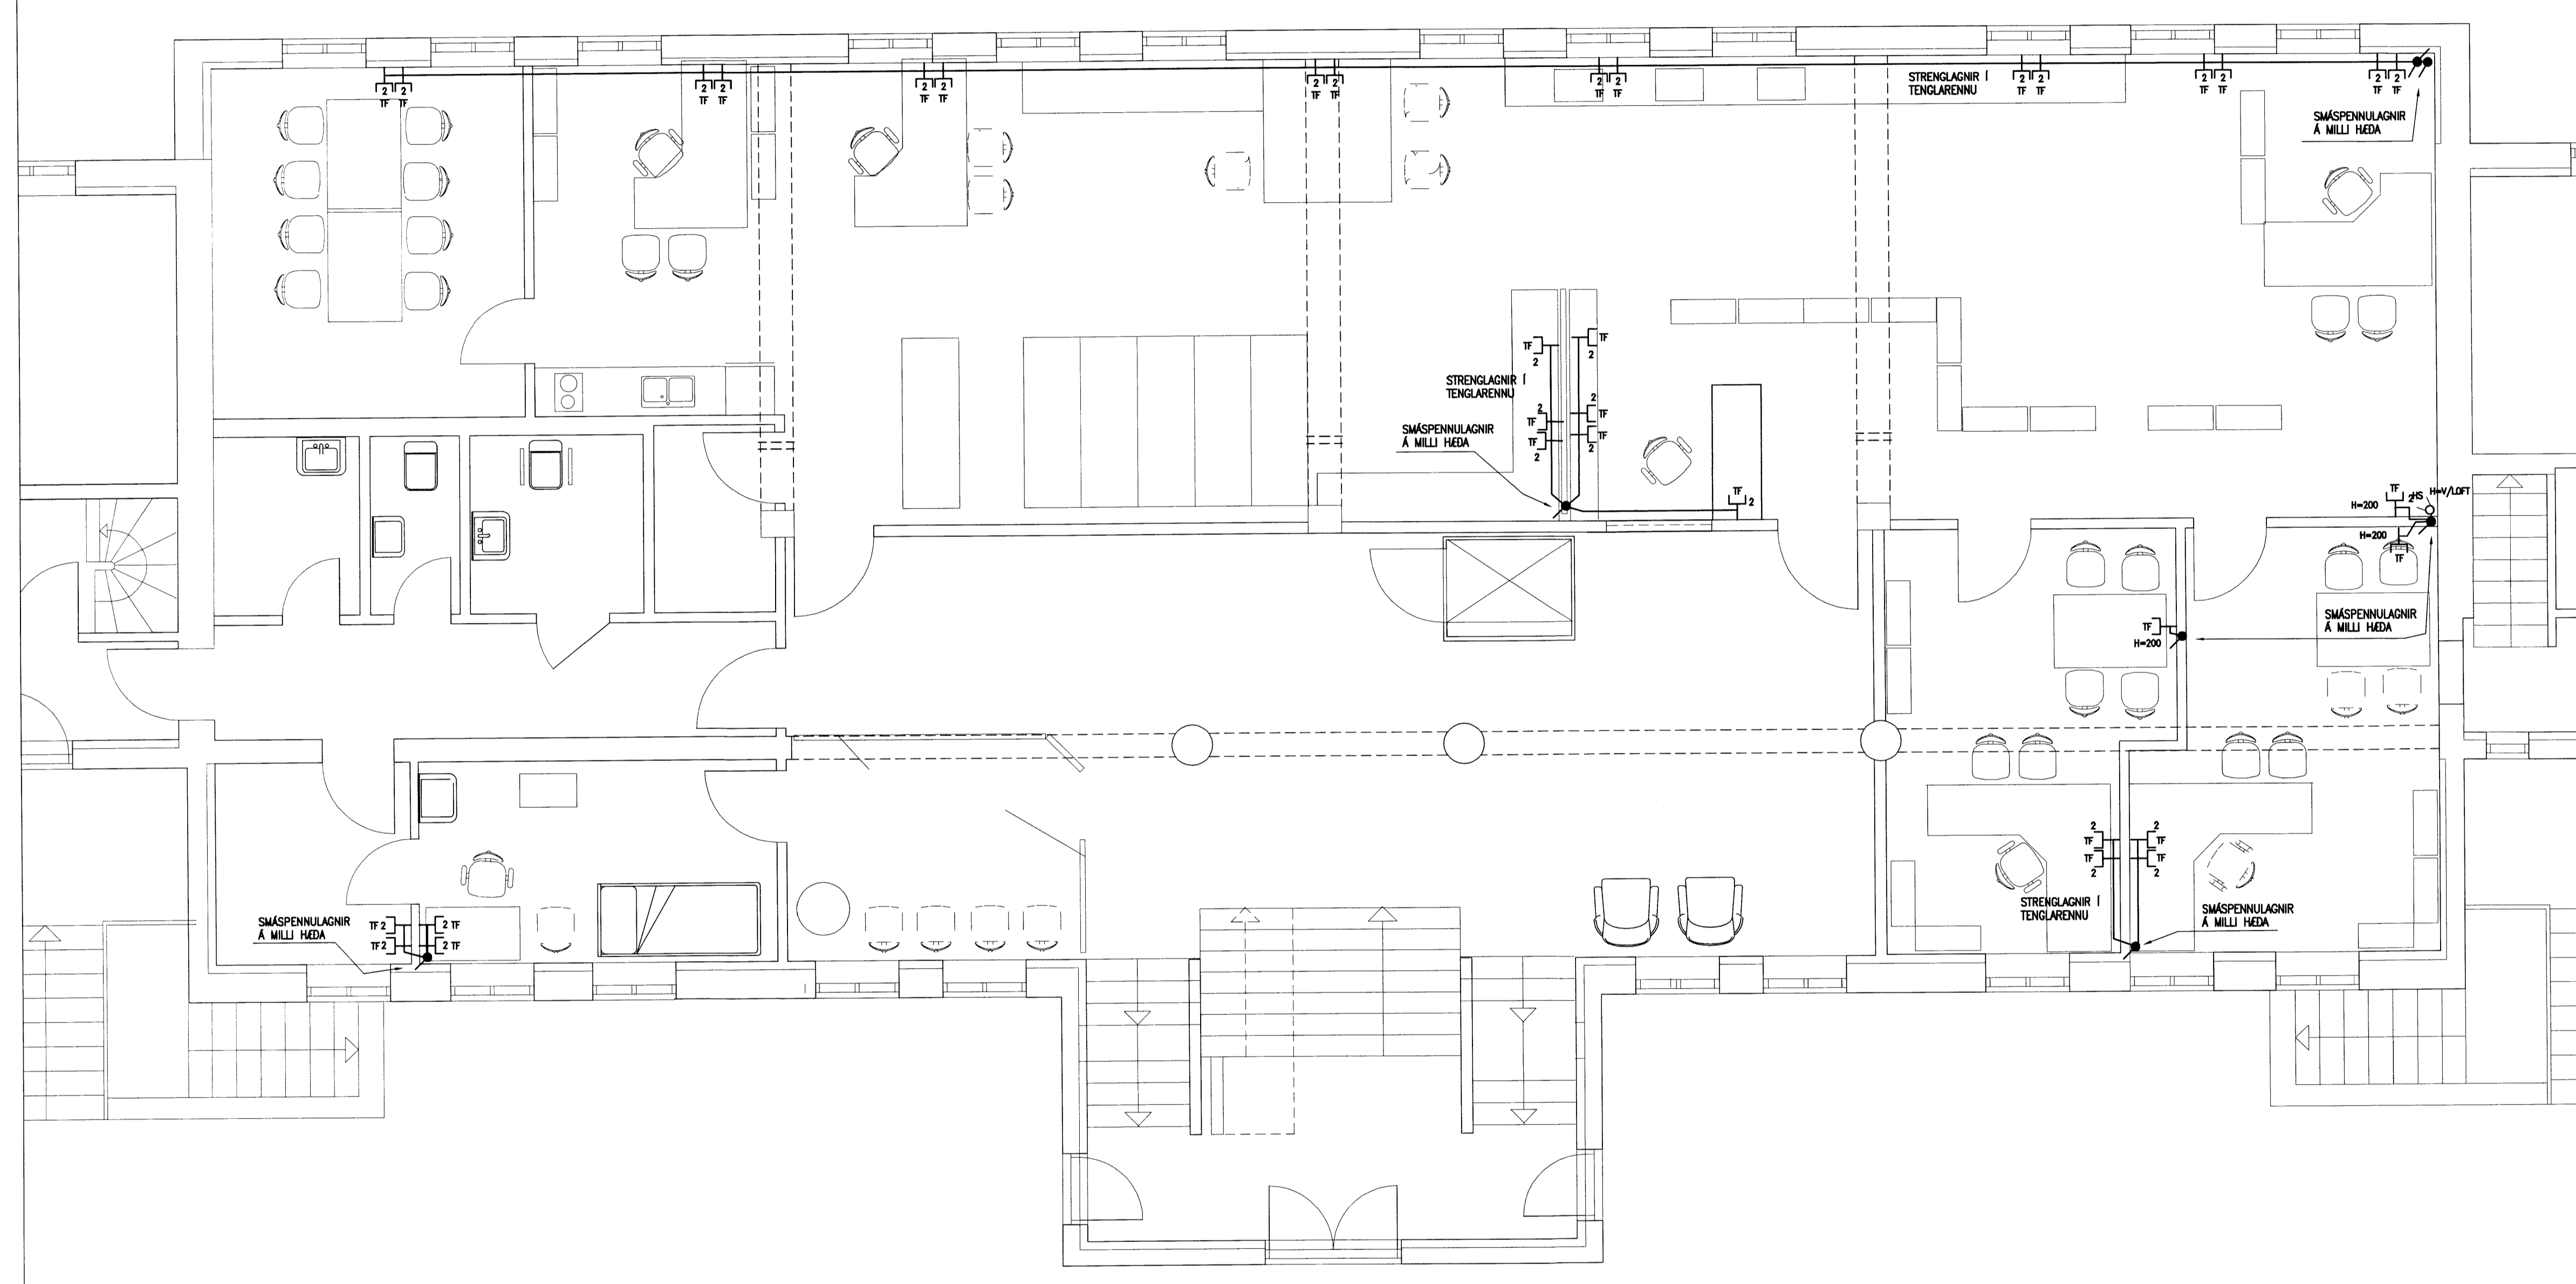 2 2
TF TF
2 2
TF TF
2 2
TF TF
2 2
TF TF
2 2
TF TF
STRENGLAGNIR Í
TENGLARENNU
2 2
TF TF
2 2
TF TF
2 2
TF TF
SMÁSPENNULAGNIR
Á MILLI HÆÐA
TF
2
TF
2
STRENGLAGNIR Í
TENGLARENNU
2
TF
TF
2
2
TF
TF
2
SMÁSPENNULAGNIR
Á MILLI HÆÐA
TF
2
TF
2
HS
H=V/LOFT
H=200
H=200
TF
SMÁSPENNULAGNIR
Á MILLI HÆÐA
TF
H=200
2
TF
TF
2
2
TF
TF
2
STRENGLAGNIR Í
TENGLARENNU
SMÁSPENNULAGNIR
Á MILLI HÆÐA
SMÁSPENNULAGNIR
Á MILLI HÆÐA
TF 2
2 TF
TF 2
2 TF